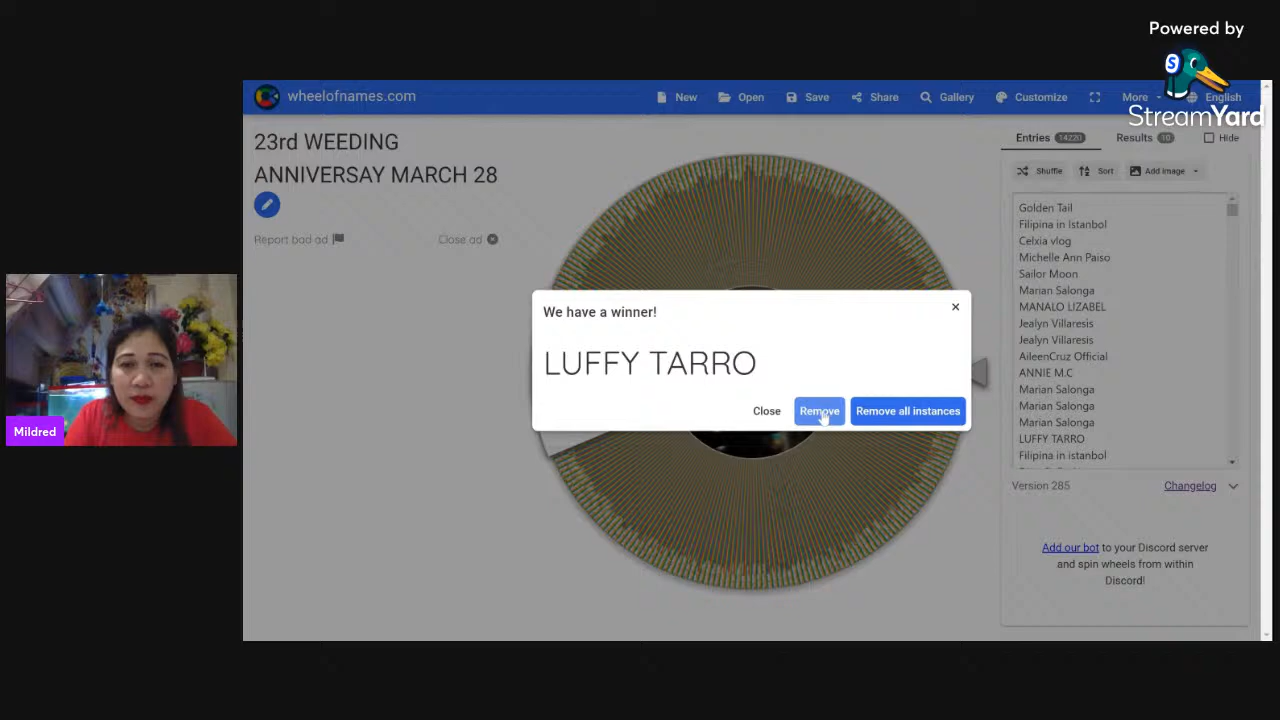 Powered by
StreamYard
wheelofnames.com
New
Open
Save
Share
Gallery
Customize
More
English
23rd WEEDING
ANNIVERSAY MARCH 28
Report bad ad
Close ad
Entries 14220
Results 10
Hide
Shuffle
Sort
Add image
Golden Tail
Filipina in Istanbol
Celxia vlog
Michelle Ann Paiso
Sailor Moon
Marian Salonga
MANALO LIZABEL
Jealyn Villaresis
Jealyn Villaresis
AileenCruz Official
ANNIE M.C
Marian Salonga
Marian Salonga
Marian Salonga
LUFFY TARRO
Filipina in istanbol
Version 285
Changelog
Add our bot to your Discord server
and spin wheels from within
Discord!
We have a winner!
LUFFY TARRO
Close
Remove
Remove all instances
Mildred